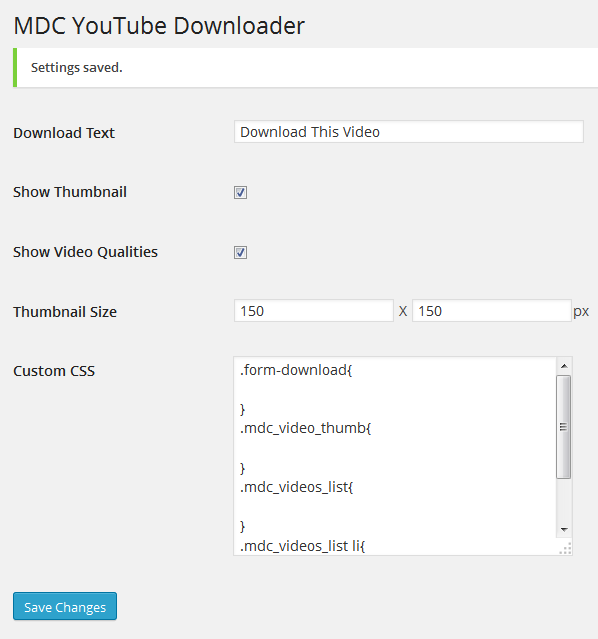 MDC YouTube Downloader
Settings saved.
Download Text
Download This Video
Show Thumbnail
Show Video Qualities
Thumbnail Size
150 X 150 px
Custom CSS
.form-download{
}
.mdc_video_thumb{
}
.mdc_videos_list{
}
.mdc_videos_list li{
Save Changes